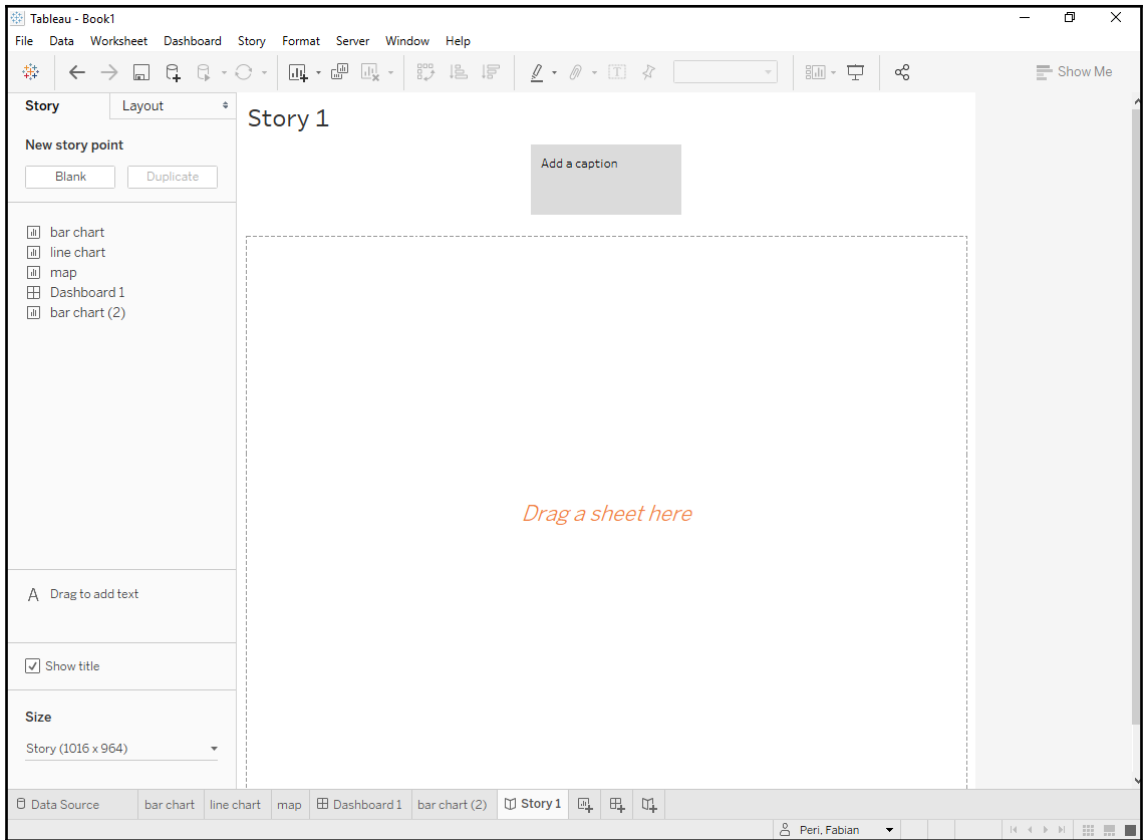 Tableau - Book1
File Data Worksheet Dashboard Story Format Server Window Help
Show Me
Story Layout
Story 1
New story point
Blank Duplicate
Add a caption
bar chart
line chart
map
Dashboard 1
bar chart (2)
Drag a sheet here
A Drag to add text
Show title
Size
Story (1016 x 964)
Data Source bar chart line chart map Dashboard 1 bar chart (2) Story 1
Peri, Fabian